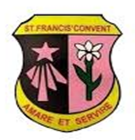 ST.FRANCIS' CONVENT
AMARE ET SERVIRE